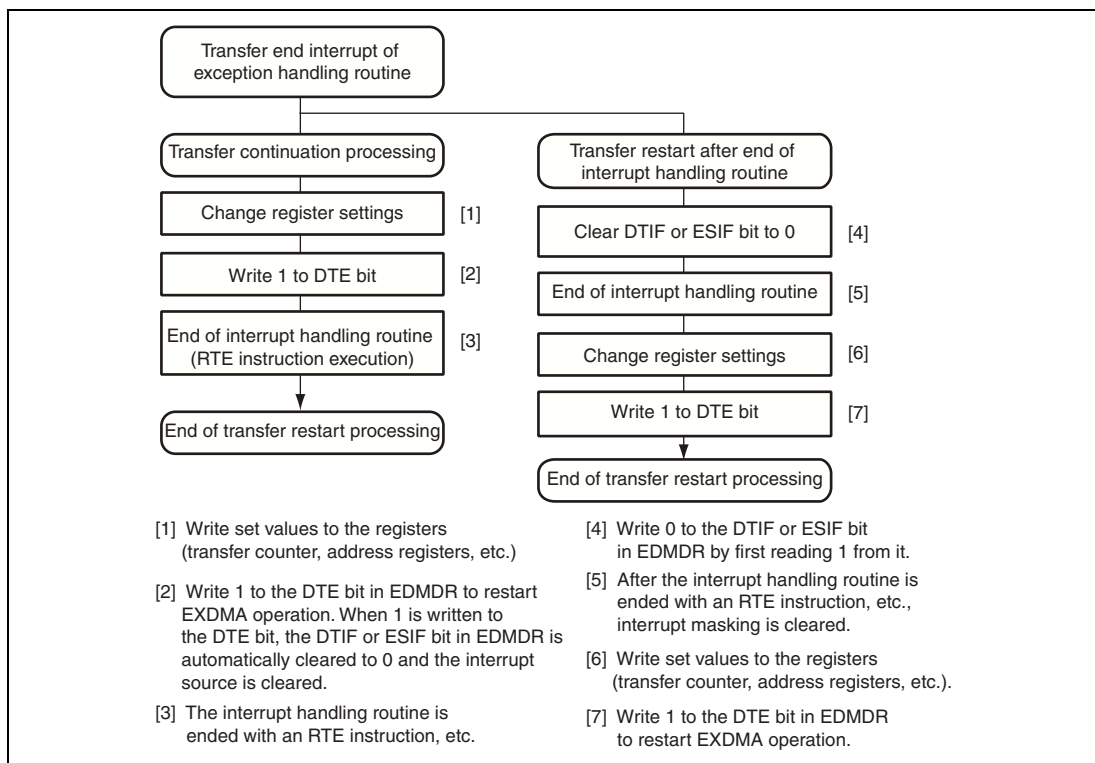 Transfer end interrupt of
exception handling routine
Transfer continuation processing
Change register settings [1]
Write 1 to DTE bit [2]
End of interrupt handling routine
(RTE instruction execution) [3]
End of transfer restart processing
Transfer restart after end of
interrupt handling routine
Clear DTIF or ESIF bit to 0 [4]
End of interrupt handling routine [5]
Change register settings [6]
Write 1 to DTE bit [7]
End of transfer restart processing
[1] Write set values to the registers
(transfer counter, address registers, etc.)
[2] Write 1 to the DTE bit in EDMDR to restart
EXDMA operation. When 1 is written to
the DTE bit, the DTIF or ESIF bit in EDMDR is
automatically cleared to 0 and the interrupt
source is cleared.
[3] The interrupt handling routine is
ended with an RTE instruction, etc.
[4] Write 0 to the DTIF or ESIF bit
in EDMDR by first reading 1 from it.
[5] After the interrupt handling routine is
ended with an RTE instruction, etc.,
interrupt masking is cleared.
[6] Write set values to the registers
(transfer counter, address registers, etc.).
[7] Write 1 to the DTE bit in EDMDR
to restart EXDMA operation.